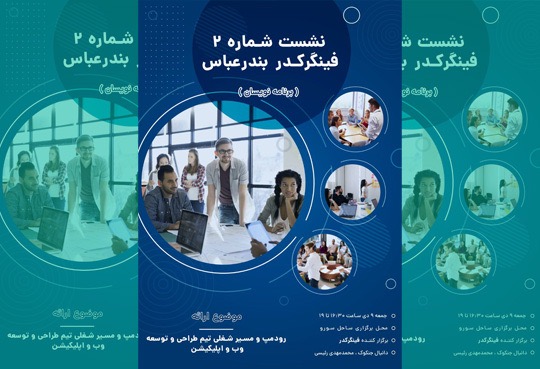 نشست شماره ۲
فینگرکدر بندرعباس
( برنامه نویسان )
موضوع ارائه
رودمپ و مسیر شغلی تیم طراحی و توسعه
وب و اپلیکیشن
جمعه ۹ دی ساعت ۱۶:۳۰ تا ۱۹
محل برگزاری ساحل سورو
برگزار کننده فینگرکدر
دانیال جنکوک ، محمدمهدی رئیسی